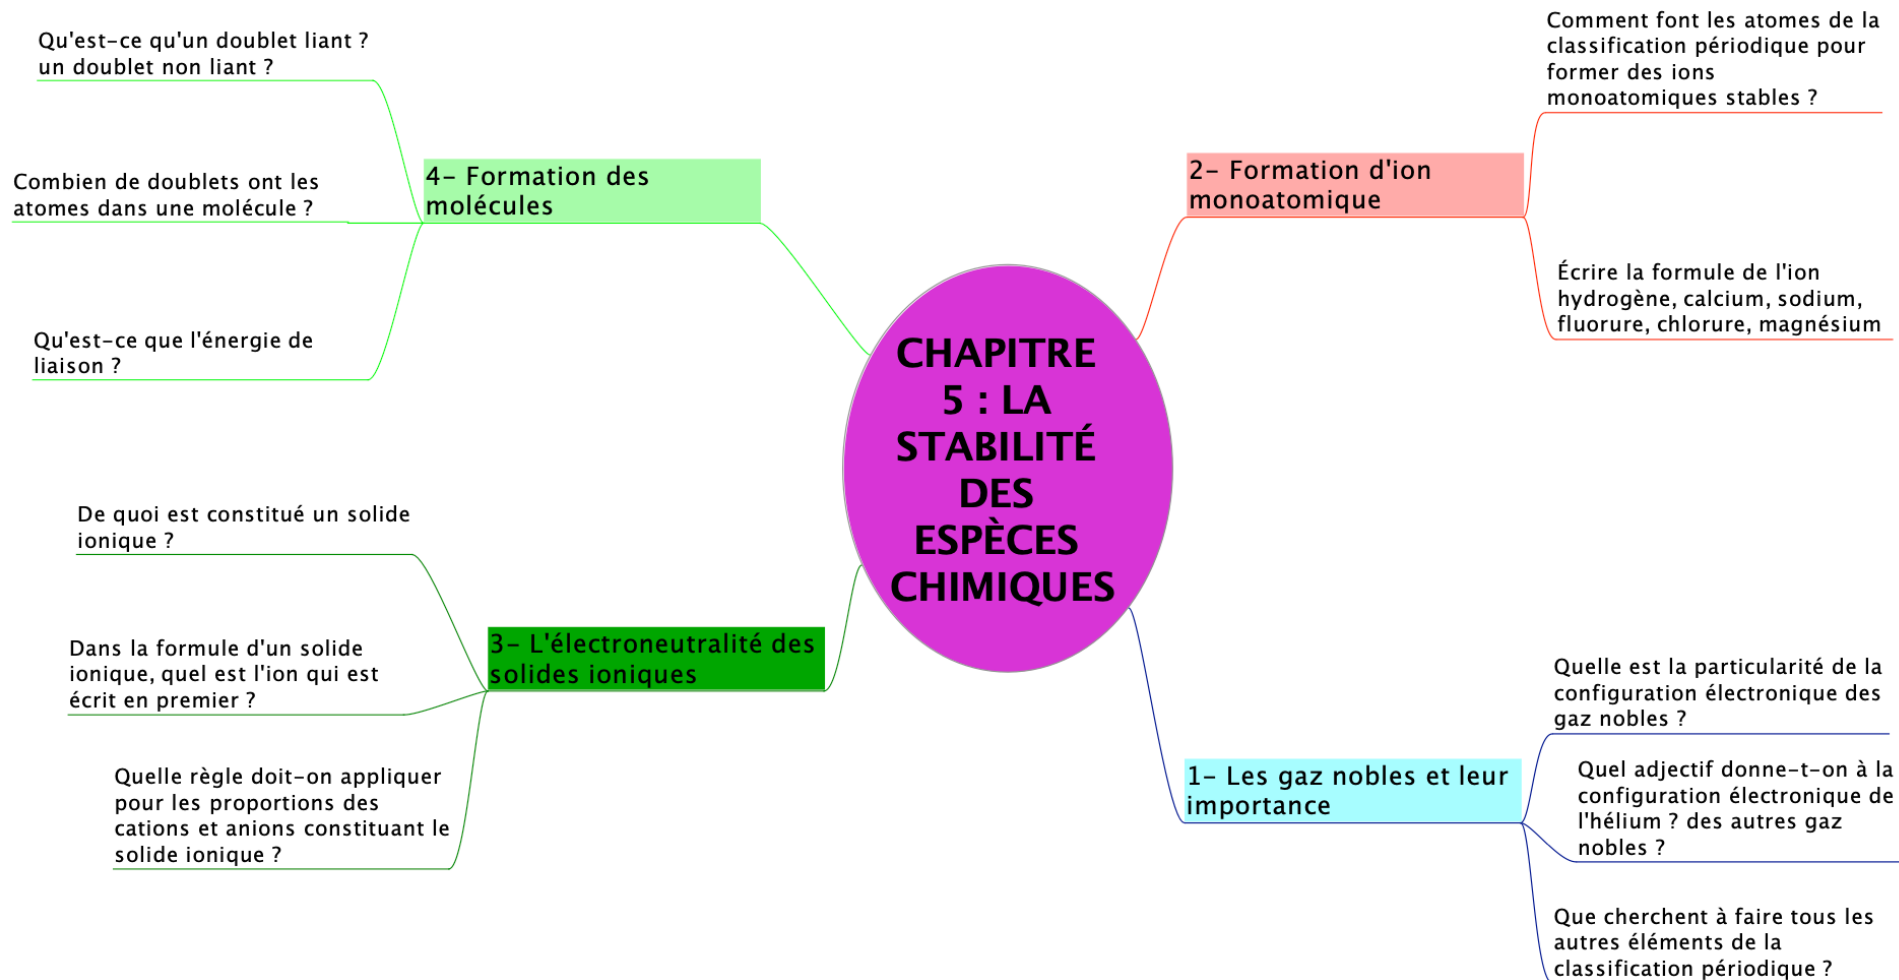 CHAPITRE
5 : LA
STABILITÉ
DES
ESPÈCES
CHIMIQUES
1- Les gaz nobles et leur
importance
Quelle est la particularité de la
configuration électronique des
gaz nobles ?
Quel adjectif donne-t-on à la
configuration électronique de
l'hélium ? des autres gaz
nobles ?
Que cherchent à faire tous les
autres éléments de la
classification périodique ?
2- Formation d'ion
monoatomique
Comment font les atomes de la
classification périodique pour
former des ions
monoatomiques stables ?
Écrire la formule de l'ion
hydrogène, calcium, sodium,
fluorure, chlorure, magnésium
3- L'électroneutralité des
solides ioniques
De quoi est constitué un solide
ionique ?
Dans la formule d'un solide
ionique, quel est l'ion qui est
écrit en premier ?
Quelle règle doit-on appliquer
pour les proportions des
cations et anions constituant le
solide ionique ?
4- Formation des
molécules
Qu'est-ce qu'un doublet liant ?
un doublet non liant ?
Combien de doublets ont les
atomes dans une molécule ?
Qu'est-ce que l'énergie de
liaison ?